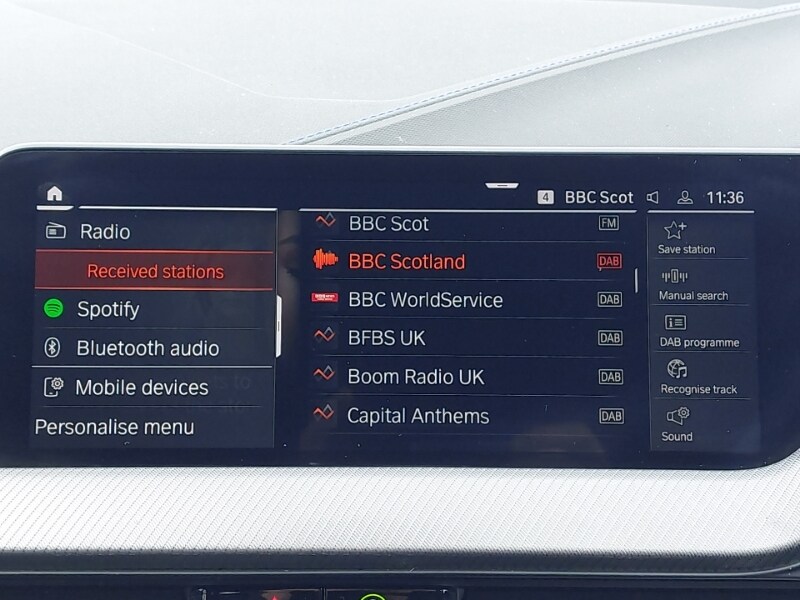 4 BBC Scot 11:36
Radio
Received stations
Spotify
Bluetooth audio
Mobile devices
Personalise menu
BBC Scot FM
BBC Scotland DAB
BBC WorldService DAB
BFBS UK DAB
Boom Radio UK DAB
Capital Anthems DAB
Save station
Manual search
DAB programme
Recognise track
Sound